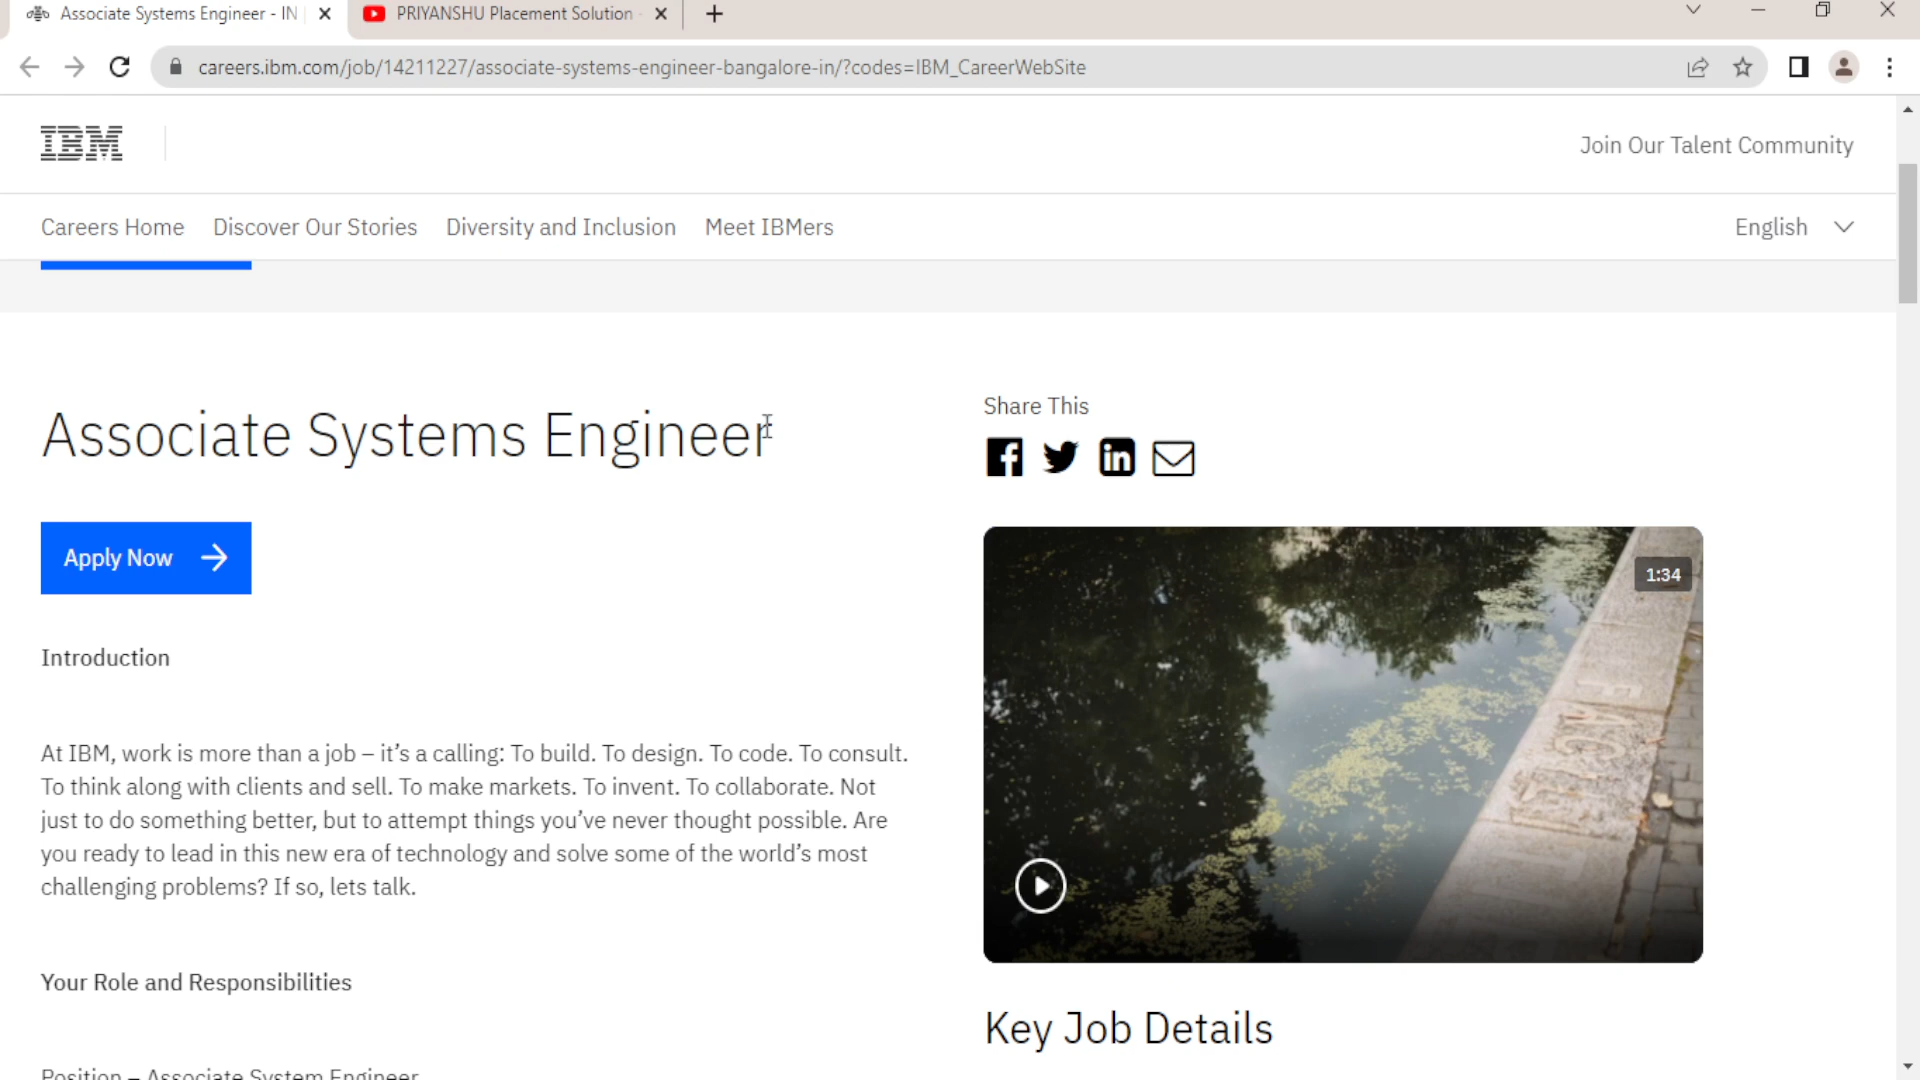 Associate Systems Engineer - IN
PRIYANSHU Placement Solution
careers.ibm.com/job/14211227/associate-systems-engineer-bangalore-in/?codes=IBM_CareerWebSite
IBM
Join Our Talent Community
Careers Home Discover Our Stories Diversity and Inclusion Meet IBMers English
Associate Systems Engineer
Share This
Apply Now
1:34
Introduction
At IBM, work is more than a job – it’s a calling: To build. To design. To code. To consult.
To think along with clients and sell. To make markets. To invent. To collaborate. Not
just to do something better, but to attempt things you’ve never thought possible. Are
you ready to lead in this new era of technology and solve some of the world’s most
challenging problems? If so, lets talk.
Your Role and Responsibilities
Key Job Details
Position – Associate System Engineer